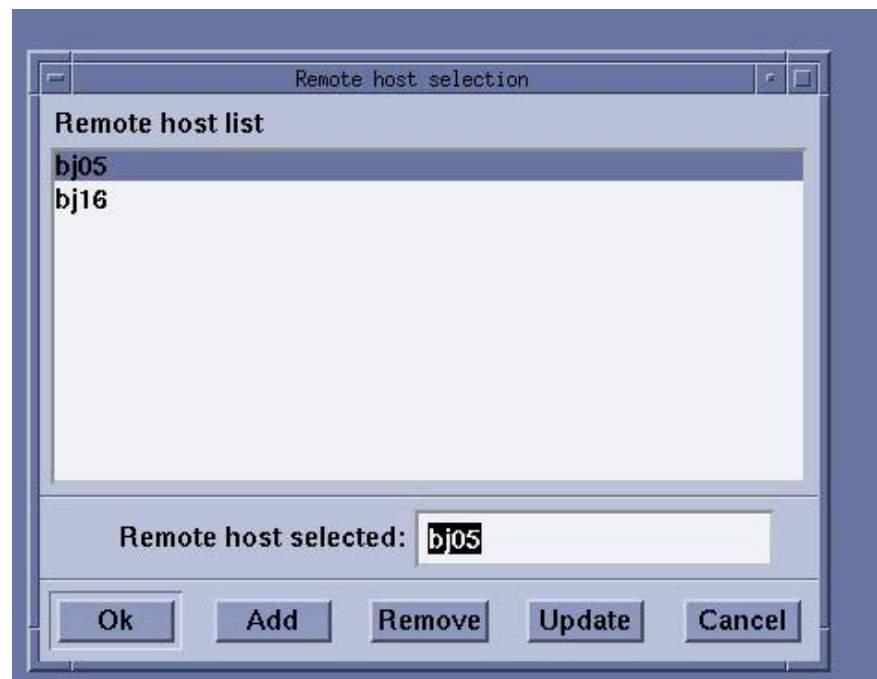 Remote host selection
Remote host list
bj05
bj16
Remote host selected: bj05
Ok Add Remove Update Cancel